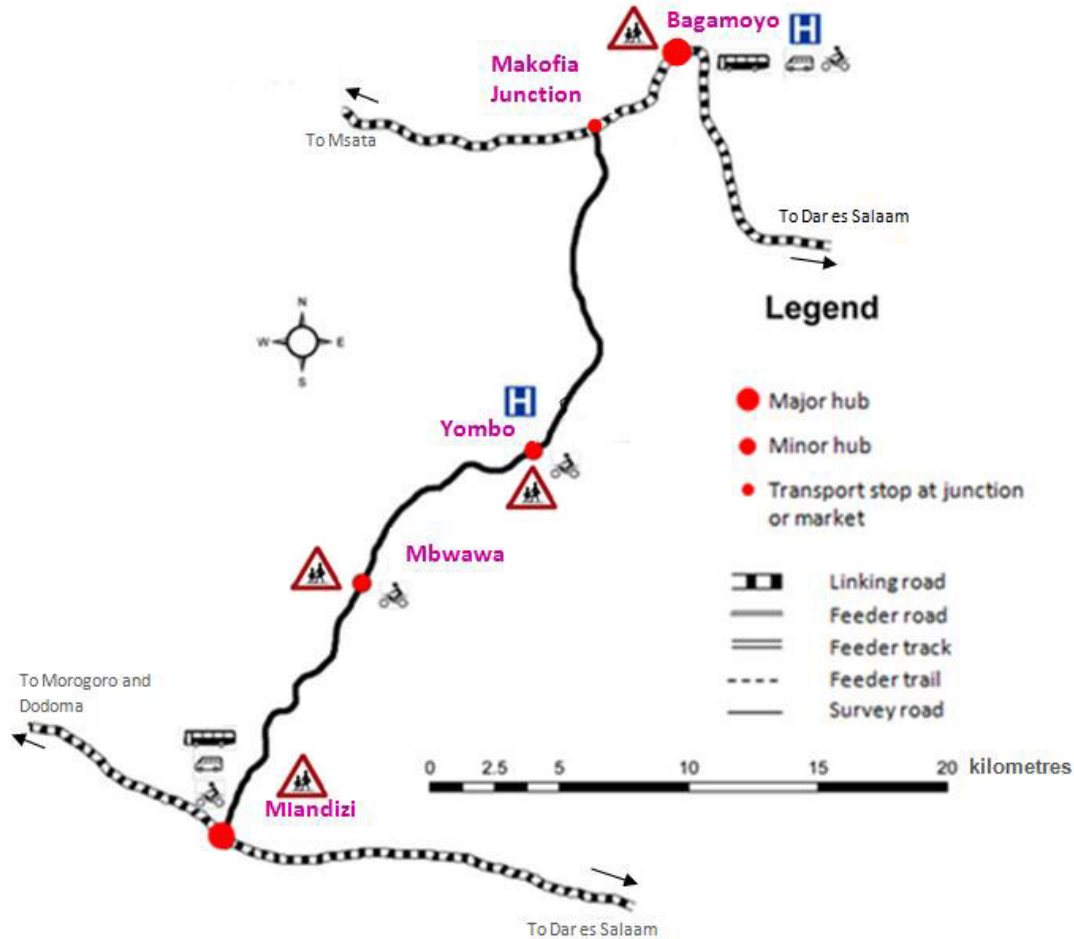 Bagamoyo
H
Makofia
Junction
To Msata
To Dar es Salaam
N
W E
S
Legend
H
Major hub
Yombo
Minor hub
Transport stop at junction
or market
Mbwawa
Linking road
Feeder road
Feeder track
To Morogoro and
Dodoma
Feeder trail
Survey road
0 2.5 5 10 15 20 kilometres
Mlandizi
To Dar es Salaam